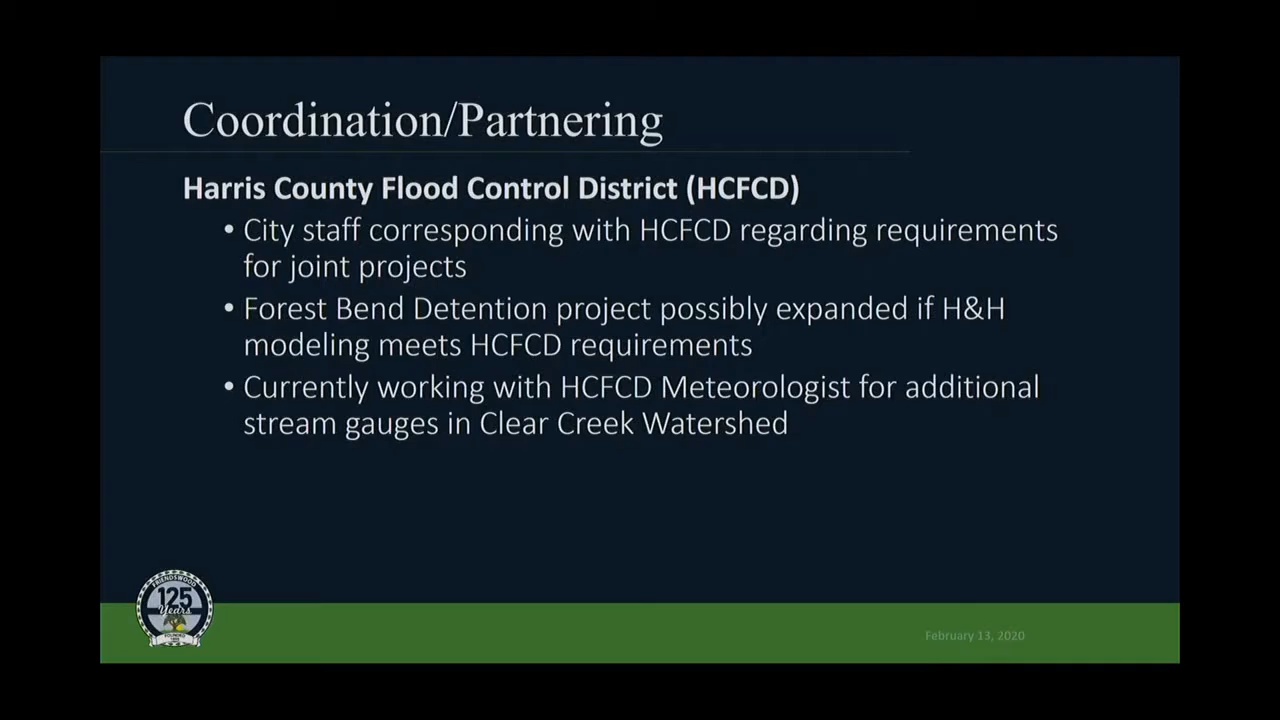 Coordination/Partnering
Harris County Flood Control District (HCFCD)
• City staff corresponding with HCFCD regarding requirements
for joint projects
• Forest Bend Detention project possibly expanded if H&H
modeling meets HCFCD requirements
• Currently working with HCFCD Meteorologist for additional
stream gauges in Clear Creek Watershed
FRIENDSWOOD
125
Years
February 13, 2020